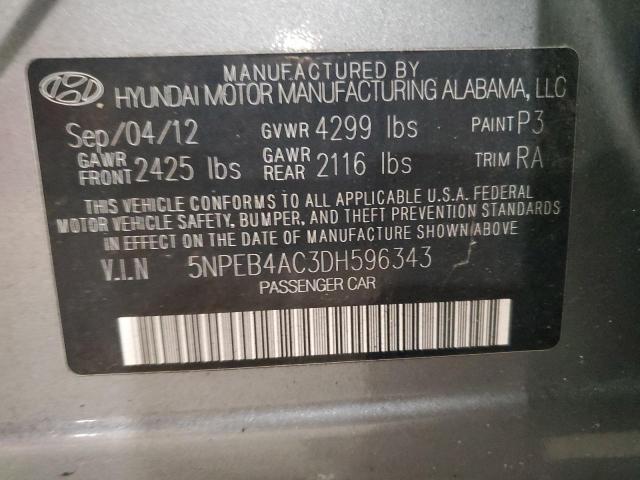 MANUFACTURED BY
HYUNDAI MOTOR MANUFACTURING ALABAMA, LLC
Sep/04/12 GVWR 4299 lbs PAINT P3
GAWR FRONT 2425 lbs GAWR REAR 2116 lbs TRIM RA
THIS VEHICLE CONFORMS TO ALL APPLICABLE U.S.A. FEDERAL
MOTOR VEHICLE SAFETY, BUMPER, AND THEFT PREVENTION STANDARDS
IN EFFECT ON THE DATE OF MANUFACTURE SHOWN ABOVE
V.I.N 5NPEB4AC3DH596343
PASSENGER CAR